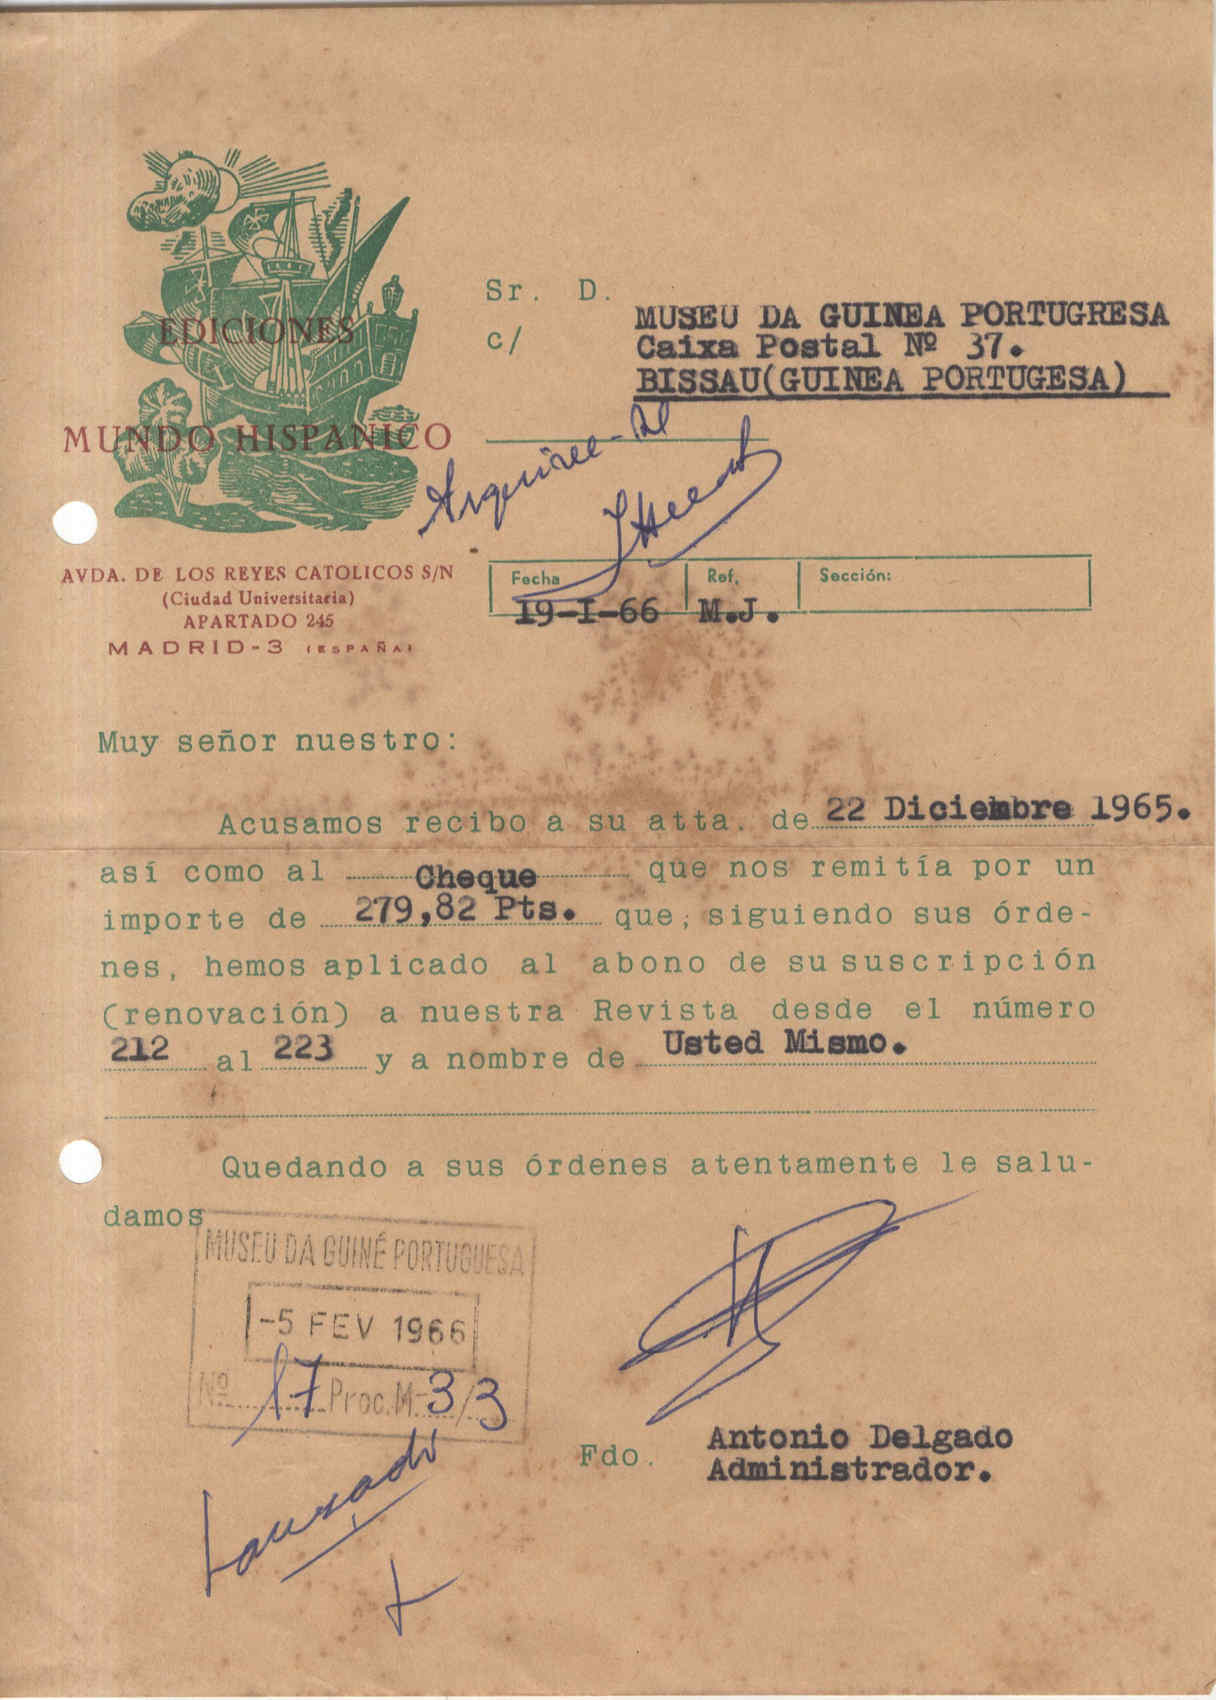 EDICIONES
MUNDO HISPANICO
AVDA. DE LOS REYES CATOLICOS S/N
(Ciudad Universitaria)
APARTADO 245
MADRID-3 (ESPAÑA)
Sr. D.
c/
MUSEU DA GUINEA PORTUGRESA
Caixa Postal Nº 37.
BISSAU(GUINEA PORTUGESA)
Arquive-se
Fecha Ref. Sección:
19-I-66 M.J.
Muy señor nuestro:
Acusamos recibo a su atta. de 22 Diciembre 1965.
así como al Cheque que nos remitía por un
importe de 279,82 Pts. que, siguiendo sus órde-
nes, hemos aplicado al abono de su suscripción
(renovación) a nuestra Revista desde el número
212 al 223 y a nombre de Usted Mismo.
Quedando a sus órdenes atentamente le salu-
damos
MUSEU DA GUINÉ PORTUGUESA
-5 FEV 1966
Nº 17 Proc. M-3/3
Lançado
Fdo. Antonio Delgado
Administrador.